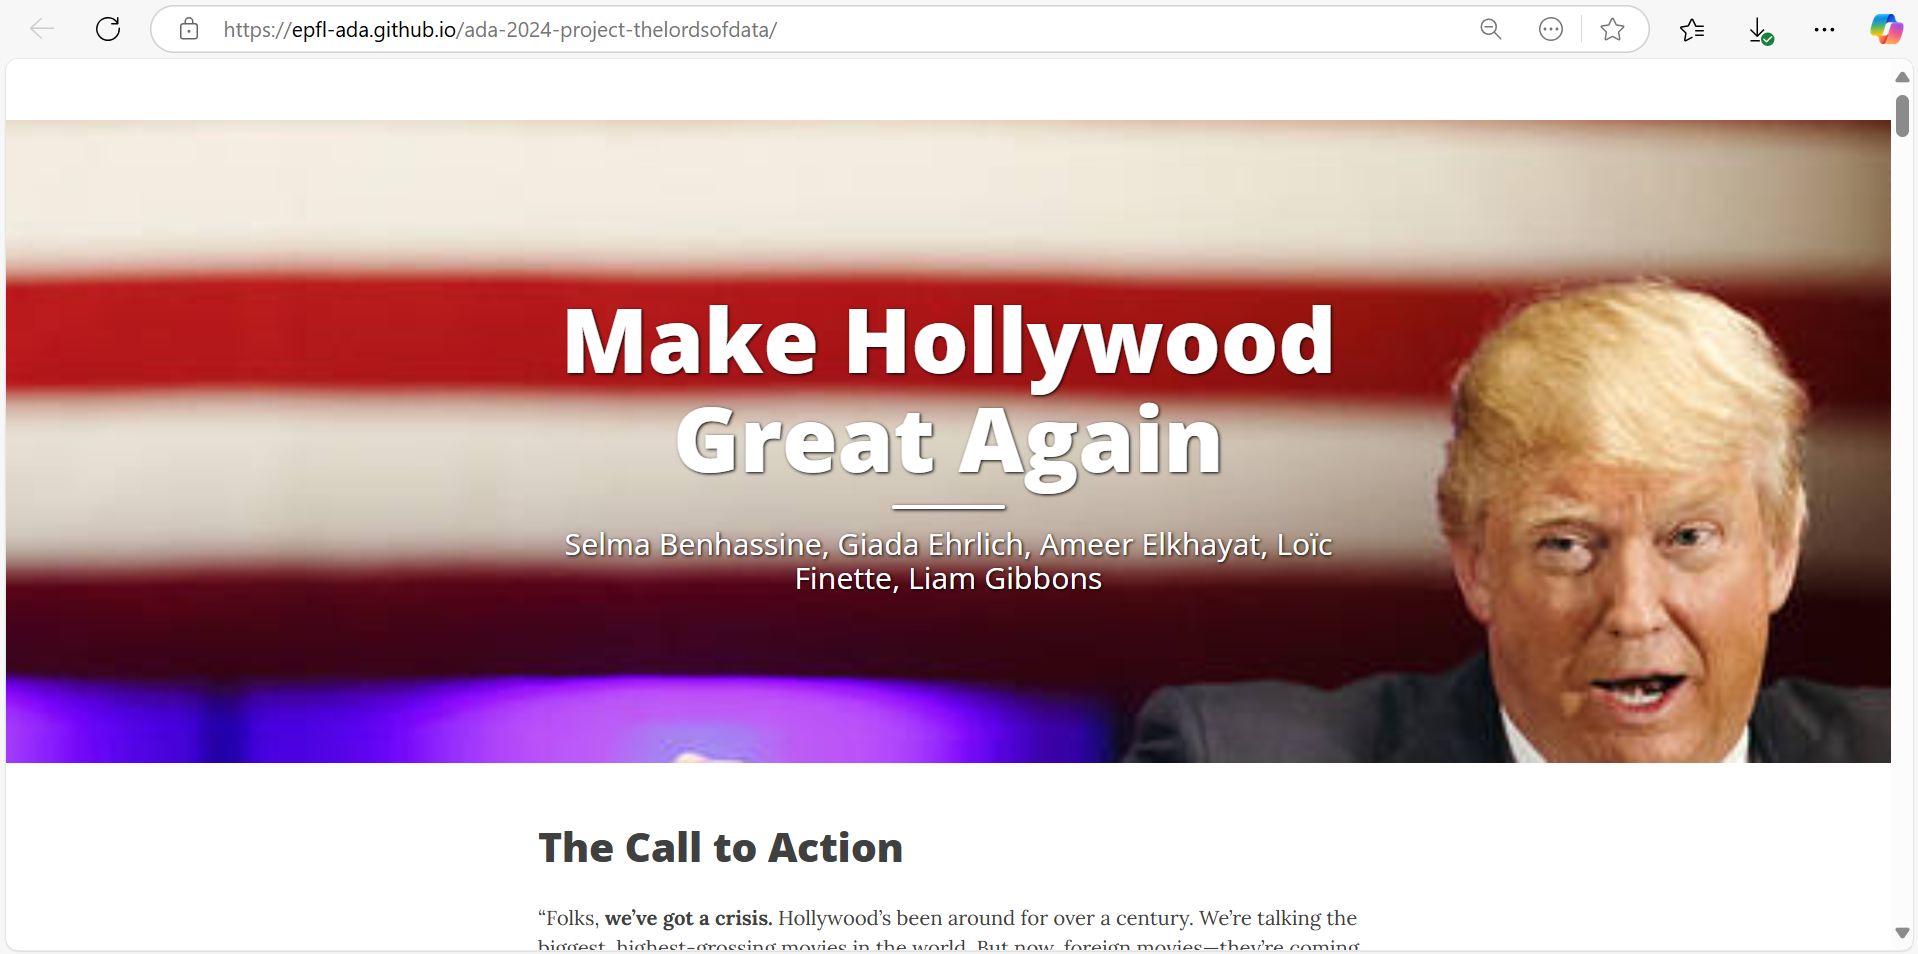 https://epfl-ada.github.io/ada-2024-project-thelordsofdata/
Make Hollywood
Great Again
Selma Benhassine, Giada Ehrlich, Ameer Elkhayat, Loïc
Finette, Liam Gibbons
The Call to Action
“Folks, we’ve got a crisis. Hollywood’s been around for over a century. We’re talking the
biggest, highest-grossing movies in the world. But now, foreign movies—they’re coming